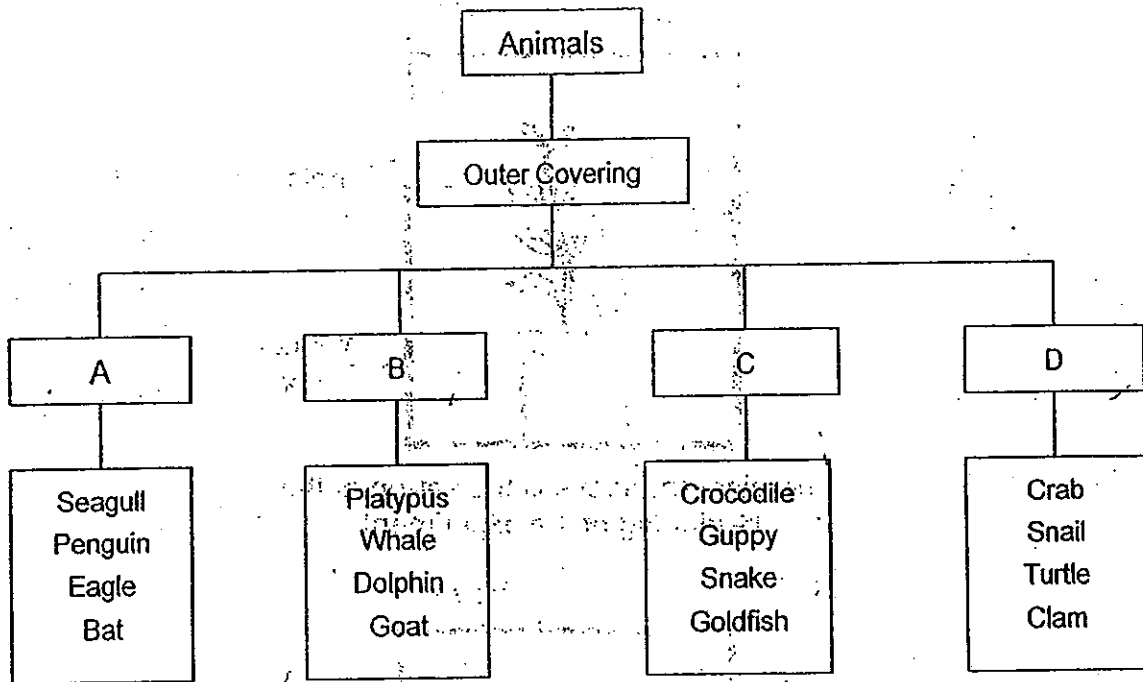 Animals
Outer Covering
A
B
C
D
Seagull
Penguin
Eagle
Bat
Platypus
Whale
Dolphin
Goat
Crocodile
Guppy
Snake
Goldfish
Crab
Snail
Turtle
Clam